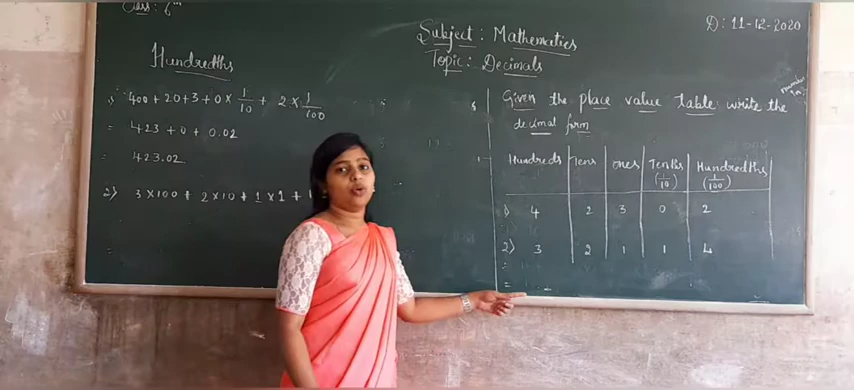 Class: 6th
Subject: Mathematics
Topic: Decimals
D: 11-12-2020
Hundredths
400 + 20 + 3 + 0 × 1/10 + 2 × 1/100
= 423 + 0 + 0.02
= 423.02
2) 3 × 100 + 2 × 10 + 1 × 1 +
=
Given the place value table write the
decimal form
Hundreds Tens Ones Tenths (1/10) Hundredths (1/100)
1) 4 2 3 0 2
2) 3 2 1 1 4